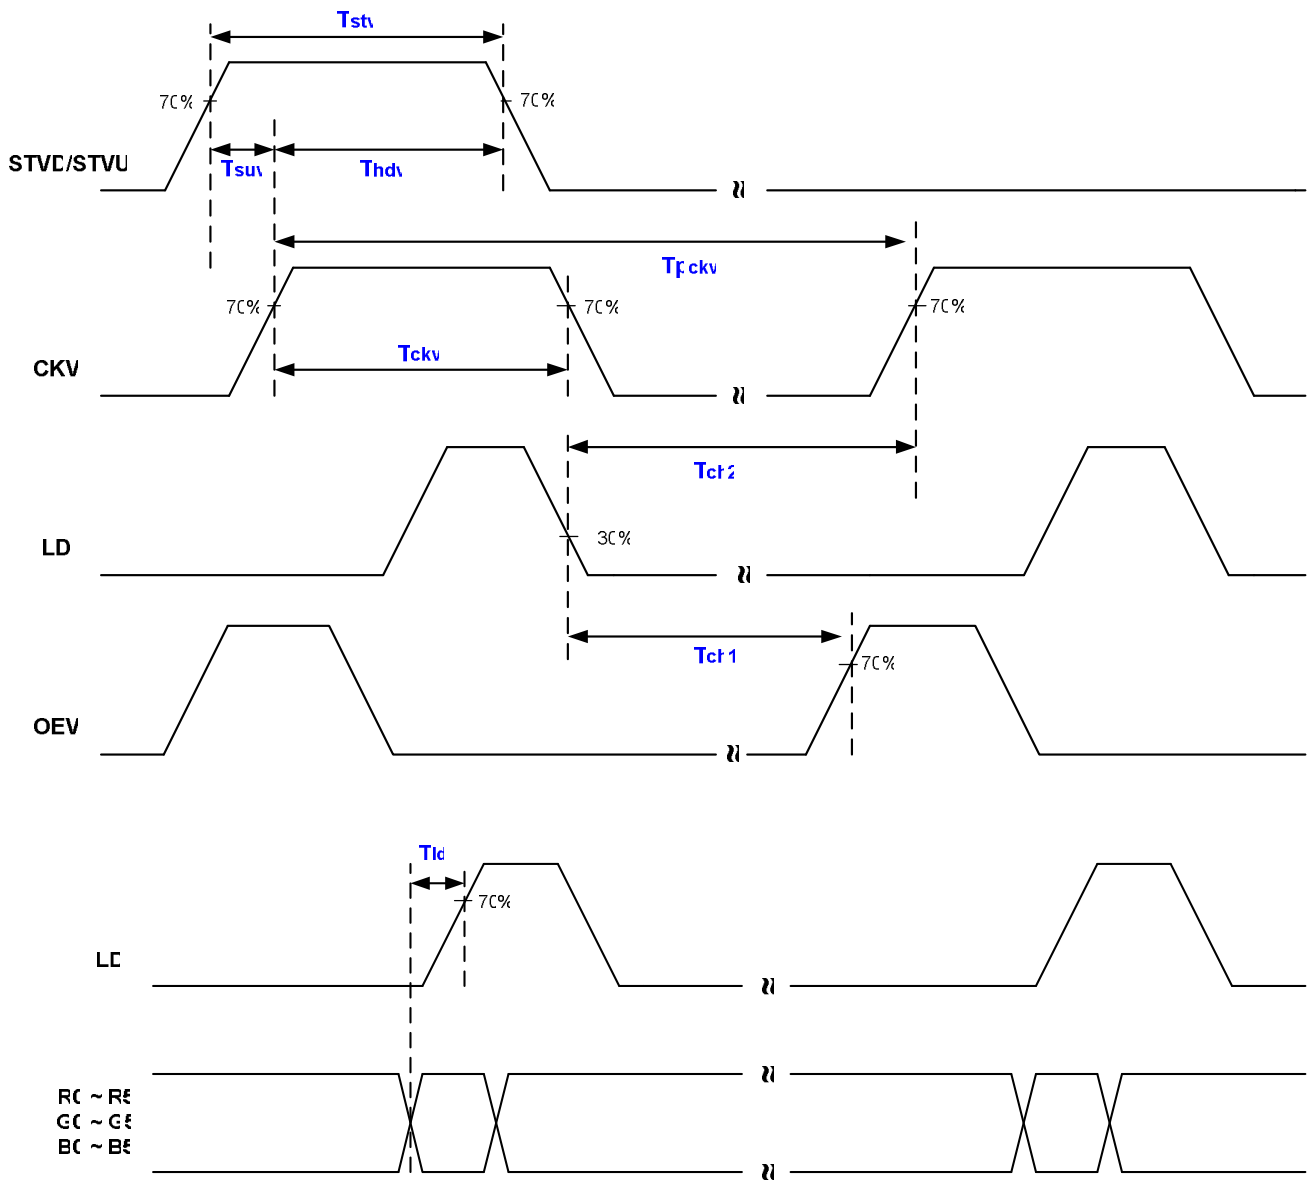 Tstv
70%
70%
STVD/STVU
Tsuv
Thdv
Tpckv
70%
70%
70%
CKV
Tckv
Tch2
LD
30%
Tch1
70%
OEV
Tld
70%
LD
R0 ~ R5
G0 ~ G5
B0 ~ B5